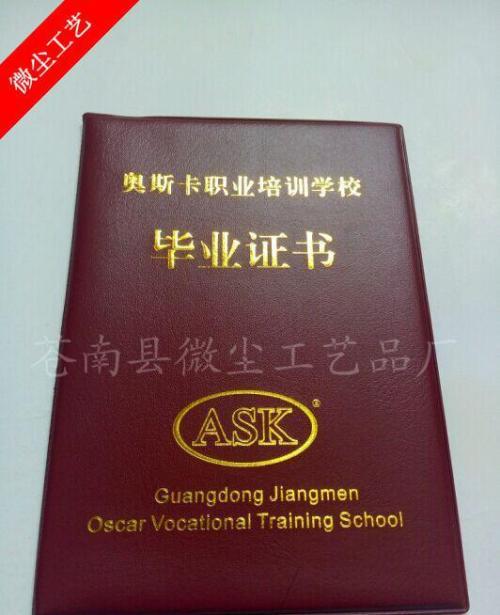 微尘工艺
奥斯卡职业培训学校
毕业证书
苍南县微尘工艺品厂
ASK®
Guangdong Jiangmen
Oscar Vocational Training School